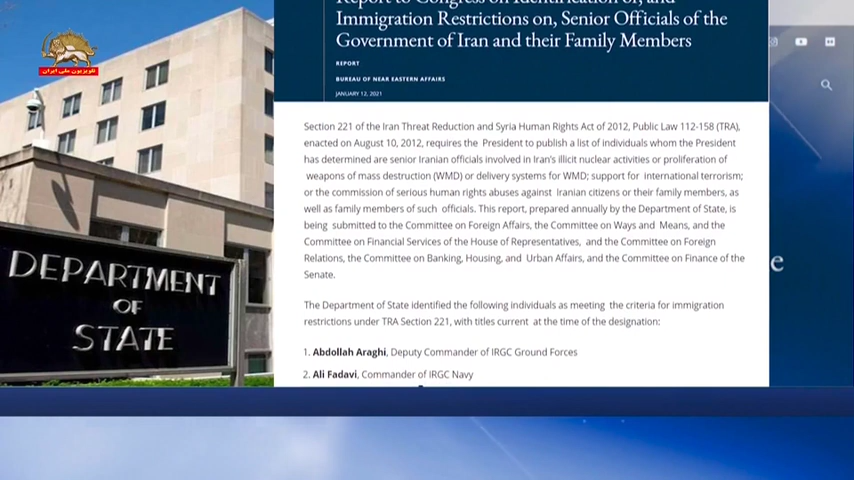 سیمای آزادی
تلویزیون ملی ایران
Report to Congress on Identification of, and
Immigration Restrictions on, Senior Officials of the
Government of Iran and their Family Members
REPORT
BUREAU OF NEAR EASTERN AFFAIRS
JANUARY 12, 2021
Section 221 of the Iran Threat Reduction and Syria Human Rights Act of 2012, Public Law 112-158 (TRA),
enacted on August 10, 2012, requires the President to publish a list of individuals whom the President
has determined are senior Iranian officials involved in Iran's illicit nuclear activities or proliferation of
weapons of mass destruction (WMD) or delivery systems for WMD; support for international terrorism;
or the commission of serious human rights abuses against Iranian citizens or their family members, as
well as family members of such officials. This report, prepared annually by the Department of State, is
being submitted to the Committee on Foreign Affairs, the Committee on Ways and Means, and the
Committee on Financial Services of the House of Representatives, and the Committee on Foreign
Relations, the Committee on Banking, Housing, and Urban Affairs, and the Committee on Finance of the
Senate.
The Department of State identified the following individuals as meeting the criteria for immigration
restrictions under TRA Section 221, with titles current at the time of the designation:
1. Abdollah Araghi, Deputy Commander of IRGC Ground Forces
2. Ali Fadavi, Commander of IRGC Navy
DEPARTMENT
OF
STATE
e